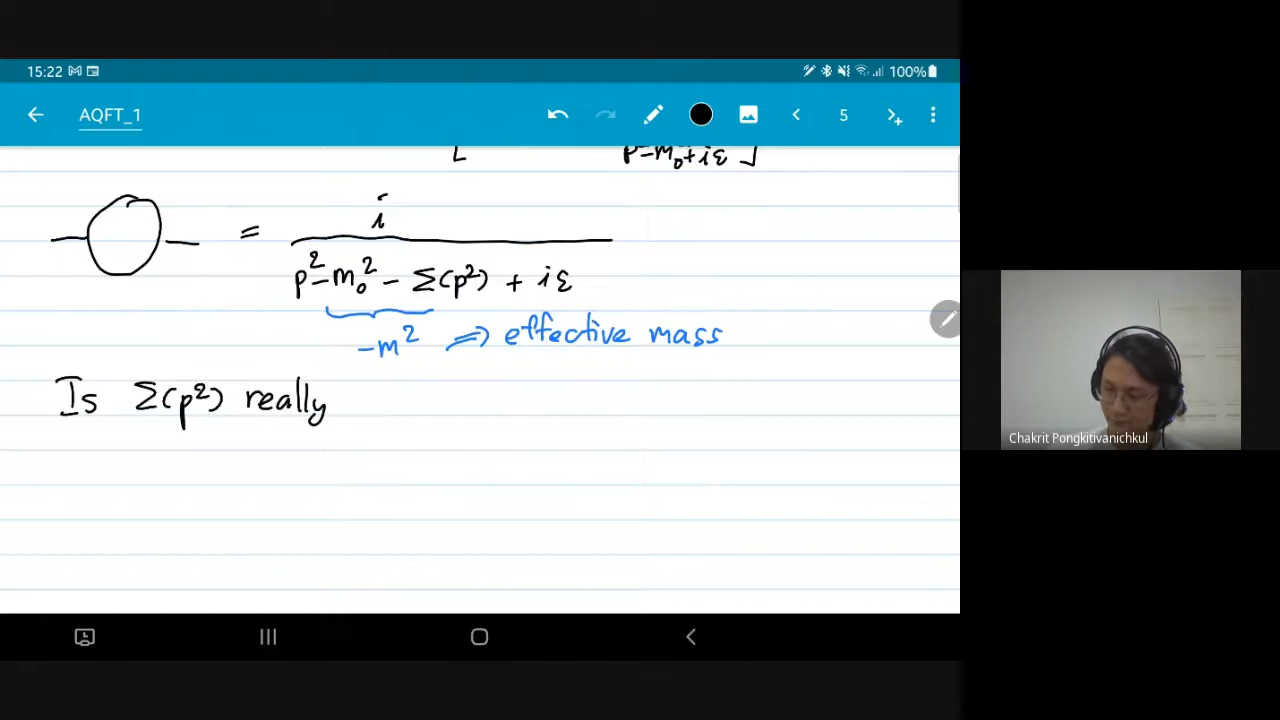 15:22 100%
AQFT_1 5
p²-m₀²+iε ]
= i / (p² - m₀² - Σ(p²) + iε)
-m² ⇒ effective mass
Is Σ(p²) really
Chakrit Pongkitivanichkul